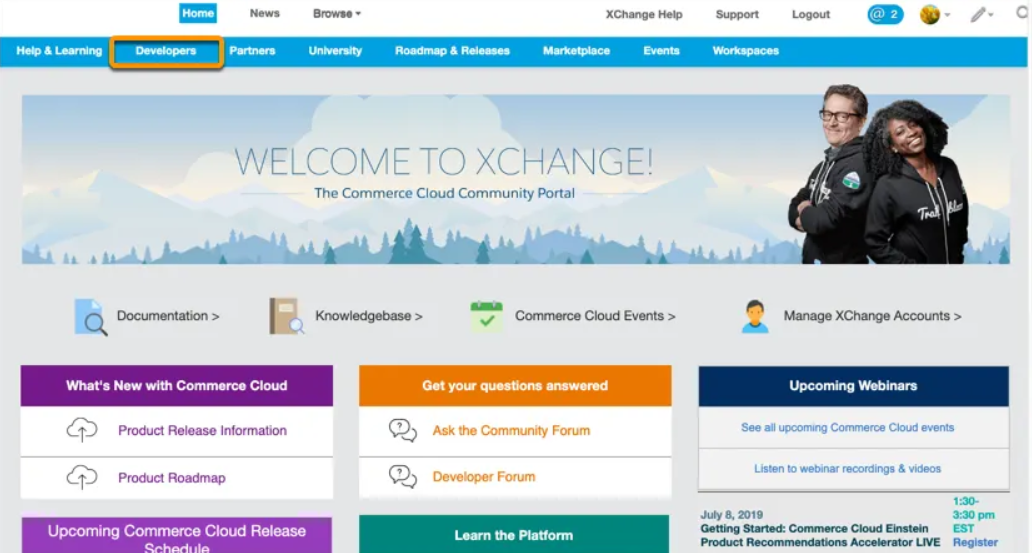 Home News Browse XChange Help Support Logout @ 2
Help & Learning Developers Partners University Roadmap & Releases Marketplace Events Workspaces
WELCOME TO XCHANGE!
The Commerce Cloud Community Portal
Documentation > Knowledgebase > Commerce Cloud Events > Manage XChange Accounts >
What's New with Commerce Cloud
Product Release Information
Product Roadmap
Upcoming Commerce Cloud Release
Schedule
Get your questions answered
Ask the Community Forum
Developer Forum
Learn the Platform
Upcoming Webinars
See all upcoming Commerce Cloud events
Listen to webinar recordings & videos
July 8, 2019
Getting Started: Commerce Cloud Einstein
Product Recommendations Accelerator LIVE
1:30-
3:30 pm
EST
Register